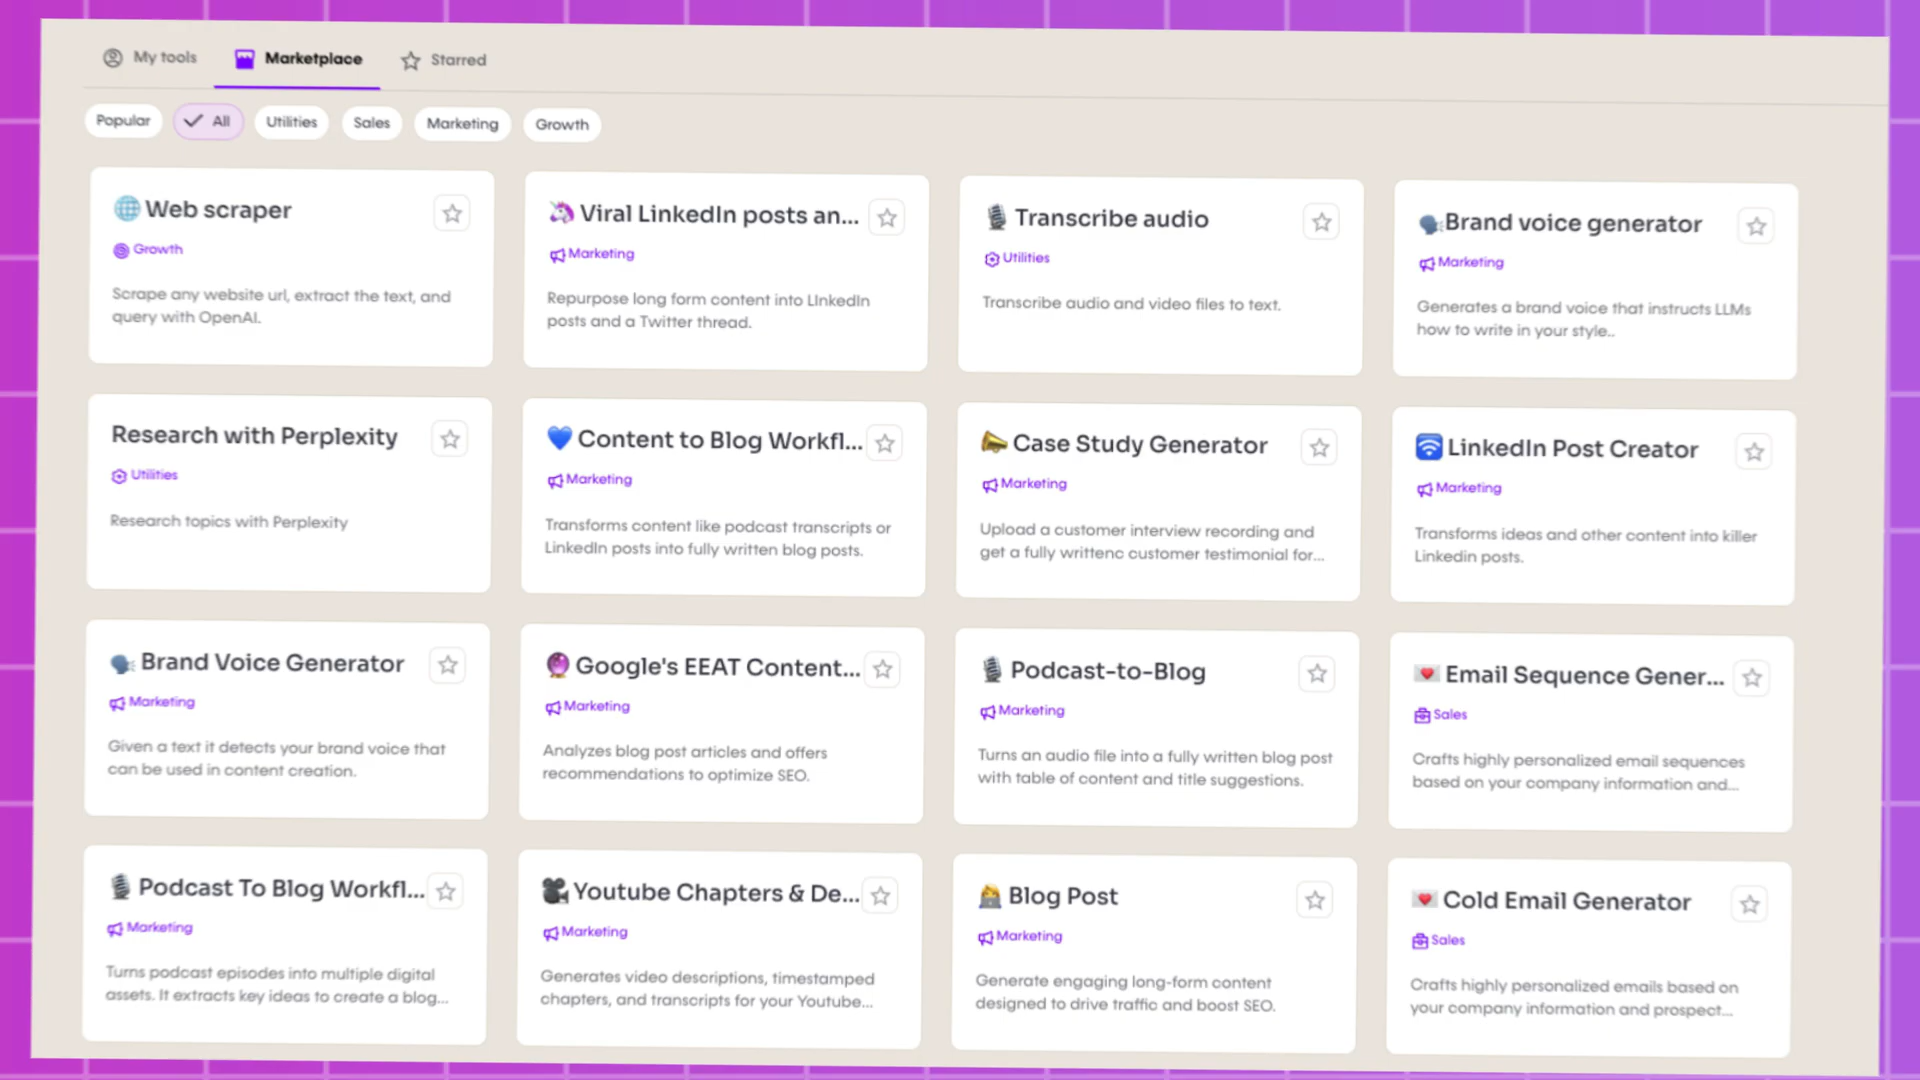 My tools
Marketplace
Starred
Popular
All
Utilities
Sales
Marketing
Growth
Web scraper
Growth
Scrape any website url, extract the text, and
query with OpenAI.
Viral LinkedIn posts an...
Marketing
Repurpose long form content into LInkedIn
posts and a Twitter thread.
Transcribe audio
Utilities
Transcribe audio and video files to text.
Brand voice generator
Marketing
Generates a brand voice that instructs LLMs
how to write in your style..
Research with Perplexity
Utilities
Research topics with Perplexity
Content to Blog Workfl...
Marketing
Transforms content like podcast transcripts or
LinkedIn posts into fully written blog posts.
Case Study Generator
Marketing
Upload a customer interview recording and
get a fully writtenc customer testimonial for...
LinkedIn Post Creator
Marketing
Transforms ideas and other content into killer
Linkedin posts.
Brand Voice Generator
Marketing
Given a text it detects your brand voice that
can be used in content creation.
Google's EEAT Content...
Marketing
Analyzes blog post articles and offers
recommendations to optimize SEO.
Podcast-to-Blog
Marketing
Turns an audio file into a fully written blog post
with table of content and title suggestions.
Email Sequence Gener...
Sales
Crafts highly personalized email sequences
based on your company information and...
Podcast To Blog Workfl...
Marketing
Turns podcast episodes into multiple digital
assets. It extracts key ideas to create a blog...
Youtube Chapters & De...
Marketing
Generates video descriptions, timestamped
chapters, and transcripts for your Youtube...
Blog Post
Marketing
Generate engaging long-form content
designed to drive traffic and boost SEO.
Cold Email Generator
Sales
Crafts highly personalized emails based on
your company information and prospect...